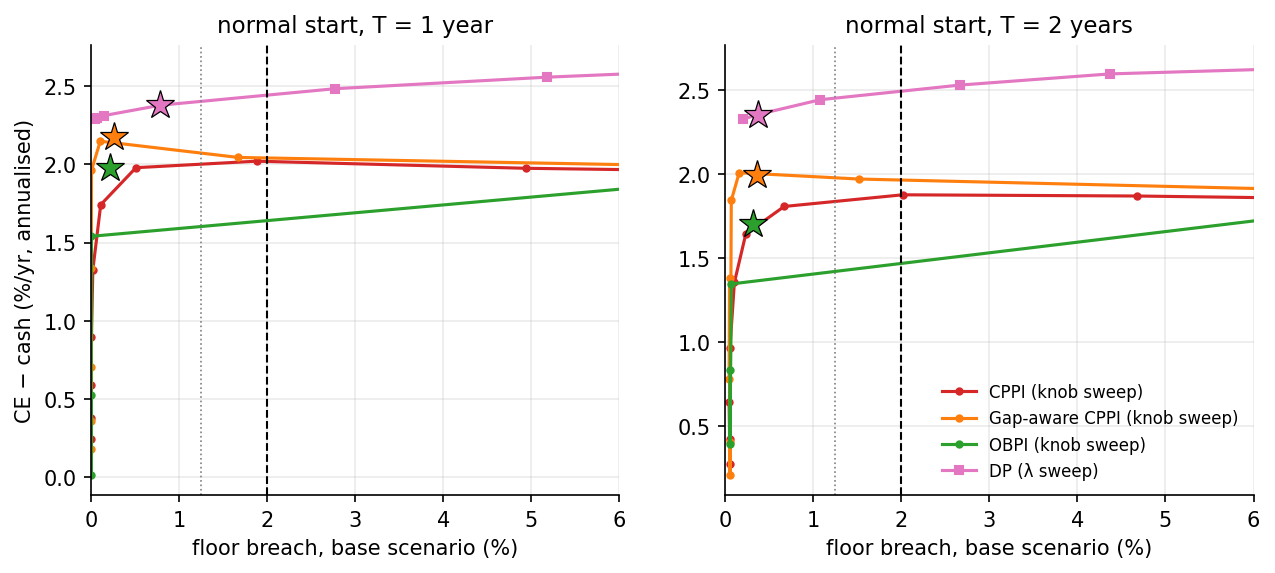 normal start, T = 1 year
normal start, T = 2 years
CE − cash (%/yr, annualised)
2.5
2.0
1.5
1.0
0.5
0.0
0 1 2 3 4 5 6
floor breach, base scenario (%)
2.5
2.0
1.5
1.0
0.5
CPPI (knob sweep)
Gap-aware CPPI (knob sweep)
OBPI (knob sweep)
DP (λ sweep)
0 1 2 3 4 5 6
floor breach, base scenario (%)